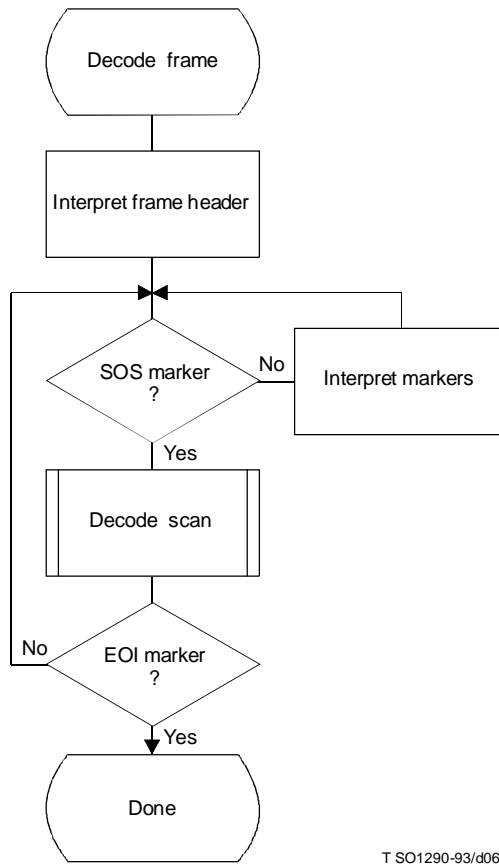 Decode frame
Interpret frame header
SOS marker
?
No
Interpret markers
Yes
Decode scan
No
EOI marker
?
Yes
Done
T SO1290-93/d06